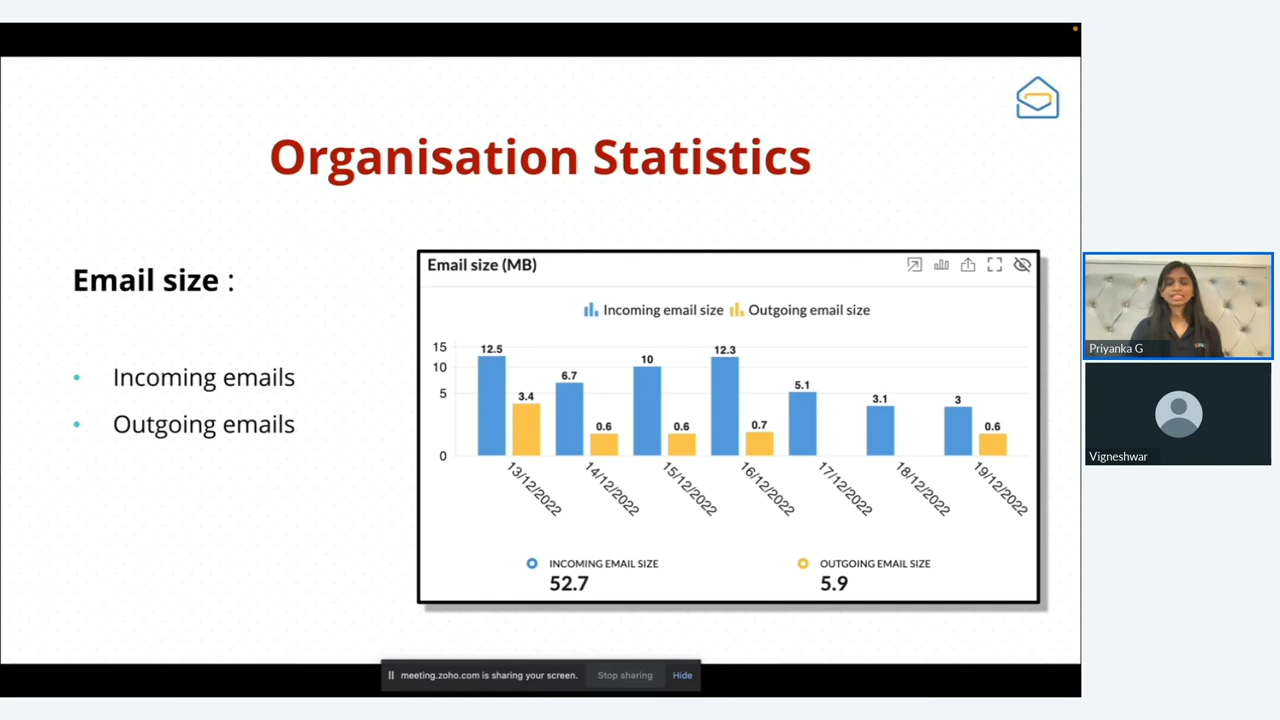 Organisation Statistics
Email size :
• Incoming emails
• Outgoing emails
Email size (MB)
Incoming email size Outgoing email size
15
10
5
0
12.5 3.4 6.7 0.6 10 0.6 12.3 0.7 5.1 3.1 3 0.6
13/12/2022 14/12/2022 15/12/2022 16/12/2022 17/12/2022 18/12/2022 19/12/2022
INCOMING EMAIL SIZE
52.7
OUTGOING EMAIL SIZE
5.9
Priyanka G
Vigneshwar
meeting.zoho.com is sharing your screen. Stop sharing Hide